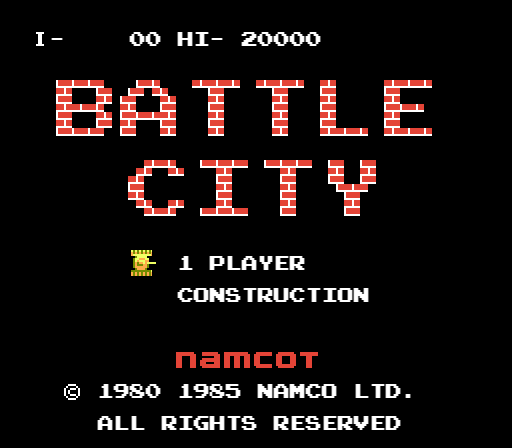 I-    00 HI- 20000
BATTLE
CITY
1 PLAYER
CONSTRUCTION
namcot
© 1980 1985 NAMCO LTD.
ALL RIGHTS RESERVED